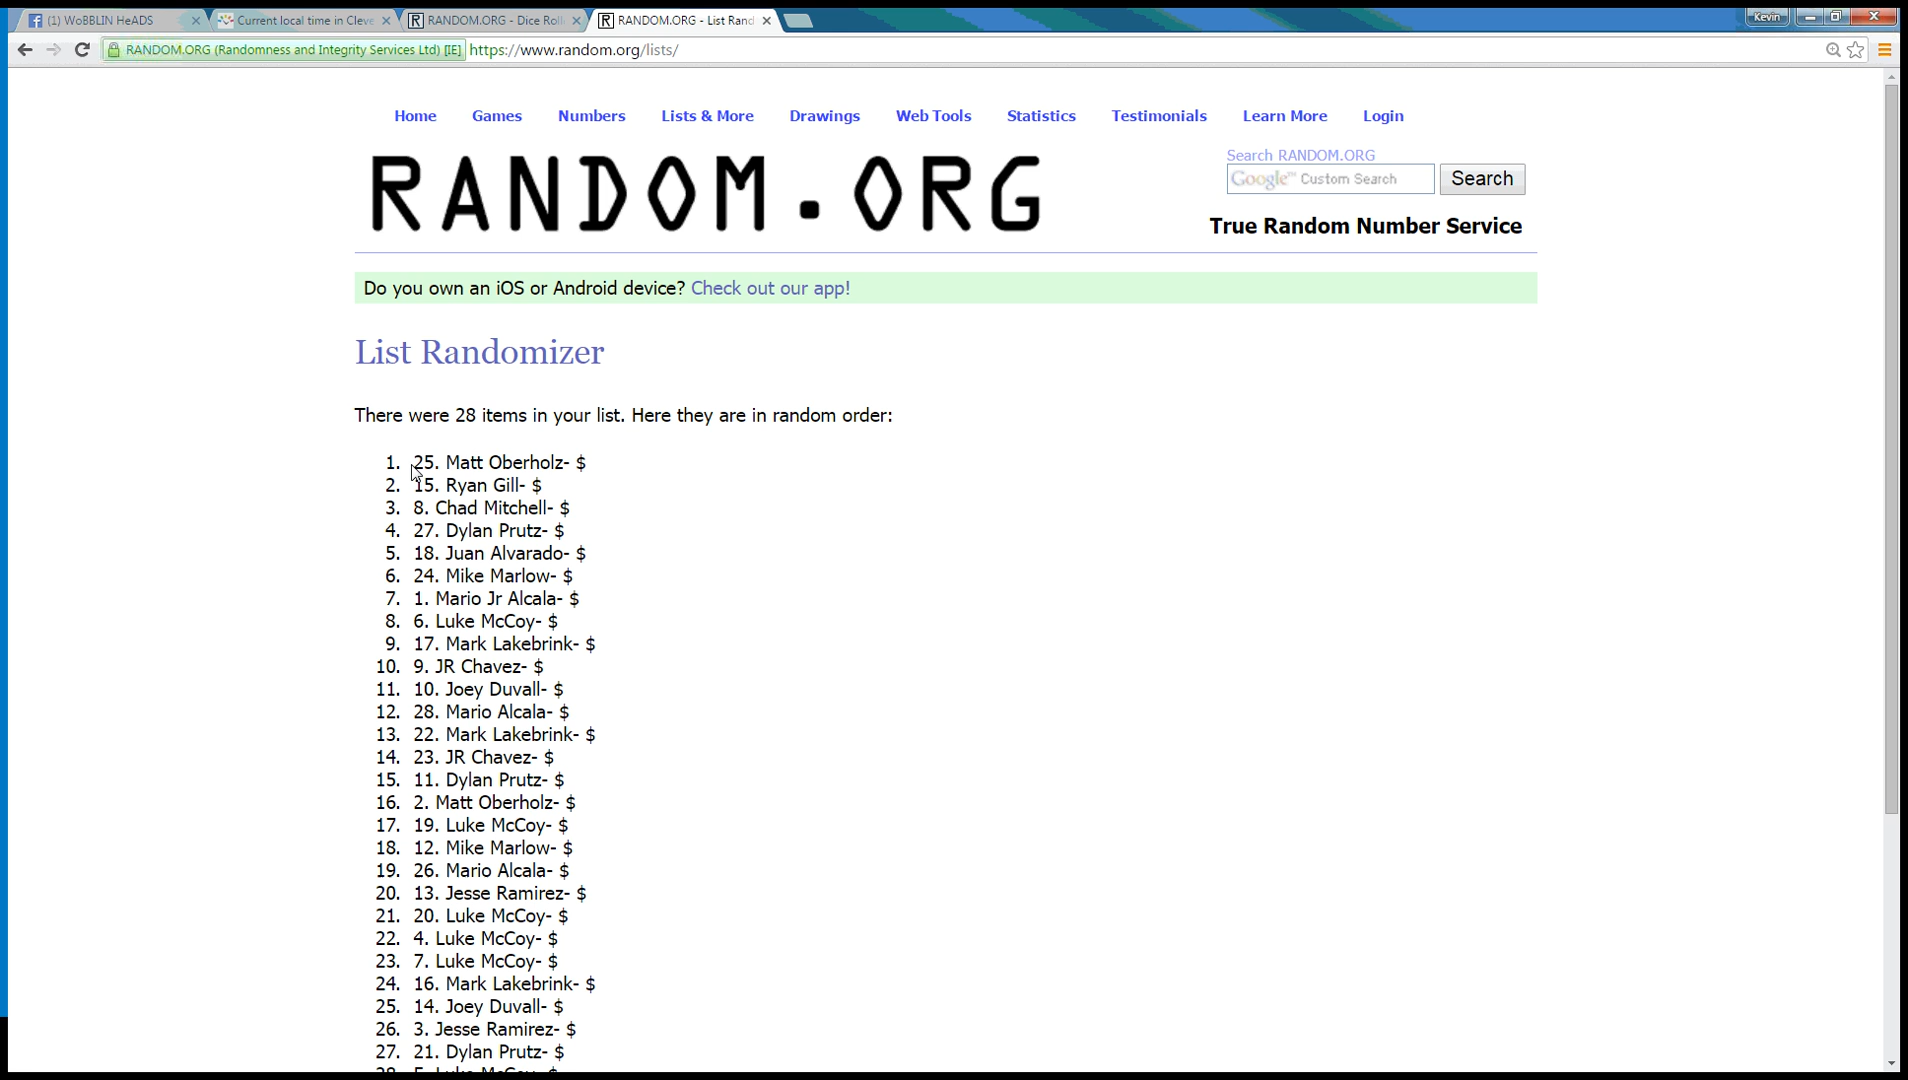 (1) WoBBLIN HeADS
Current local time in Cleve
RANDOM.ORG - Dice Roll
RANDOM.ORG - List Rand
Kevin
RANDOM.ORG (Randomness and Integrity Services Ltd) [IE] https://www.random.org/lists/
Home Games Numbers Lists & More Drawings Web Tools Statistics Testimonials Learn More Login
RANDOM.ORG
Search RANDOM.ORG
Google™ Custom Search Search
True Random Number Service
Do you own an iOS or Android device? Check out our app!
List Randomizer
There were 28 items in your list. Here they are in random order:
1. 25. Matt Oberholz- $
2. 15. Ryan Gill- $
3. 8. Chad Mitchell- $
4. 27. Dylan Prutz- $
5. 18. Juan Alvarado- $
6. 24. Mike Marlow- $
7. 1. Mario Jr Alcala- $
8. 6. Luke McCoy- $
9. 17. Mark Lakebrink- $
10. 9. JR Chavez- $
11. 10. Joey Duvall- $
12. 28. Mario Alcala- $
13. 22. Mark Lakebrink- $
14. 23. JR Chavez- $
15. 11. Dylan Prutz- $
16. 2. Matt Oberholz- $
17. 19. Luke McCoy- $
18. 12. Mike Marlow- $
19. 26. Mario Alcala- $
20. 13. Jesse Ramirez- $
21. 20. Luke McCoy- $
22. 4. Luke McCoy- $
23. 7. Luke McCoy- $
24. 16. Mark Lakebrink- $
25. 14. Joey Duvall- $
26. 3. Jesse Ramirez- $
27. 21. Dylan Prutz- $
28. 5. Luke McCoy- $